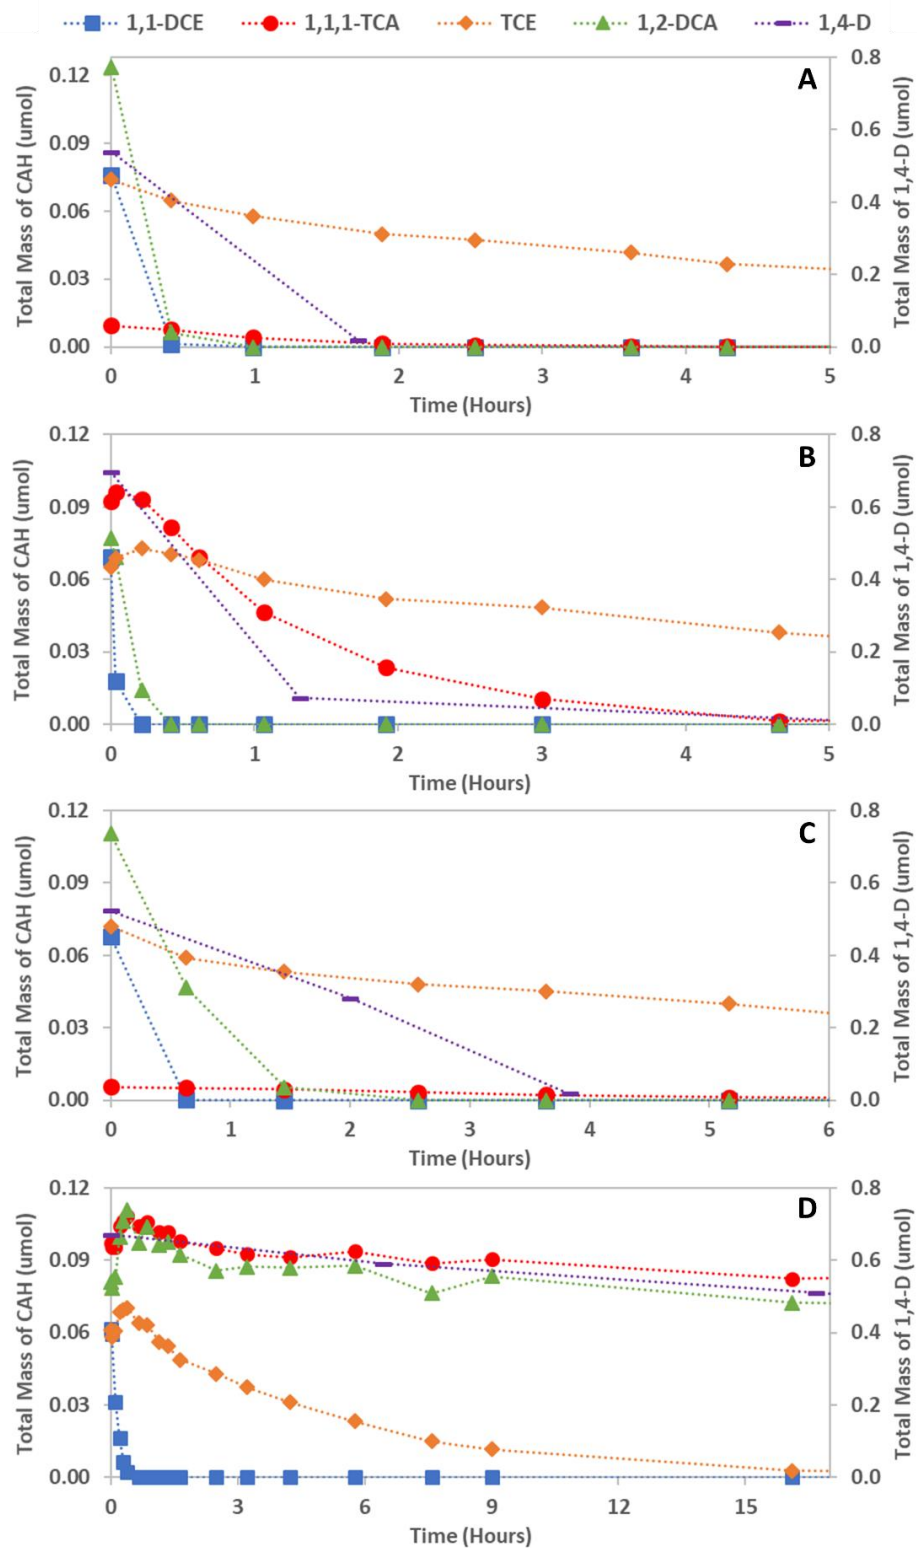 1,1-DCE 1,1,1-TCA TCE 1,2-DCA 1,4-D
A
Total Mass of CAH (umol)
0.12
0.09
0.06
0.03
0.00
0.8
0.6
0.4
0.2
0.0
Total Mass of 1,4-D (umol)
0 1 2 3 4 5
Time (Hours)
B
Total Mass of CAH (umol)
0.12
0.09
0.06
0.03
0.00
0.8
0.6
0.4
0.2
0.0
Total Mass of 1,4-D (umol)
0 1 2 3 4 5
Time (Hours)
C
Total Mass of CAH (umol)
0.12
0.09
0.06
0.03
0.00
0.8
0.6
0.4
0.2
0.0
Total Mass of 1,4-D (umol)
0 1 2 3 4 5 6
Time (Hours)
D
Total Mass of CAH (umol)
0.12
0.09
0.06
0.03
0.00
0.8
0.6
0.4
0.2
0.0
Total Mass of 1,4-D (umol)
0 3 6 9 12 15
Time (Hours)